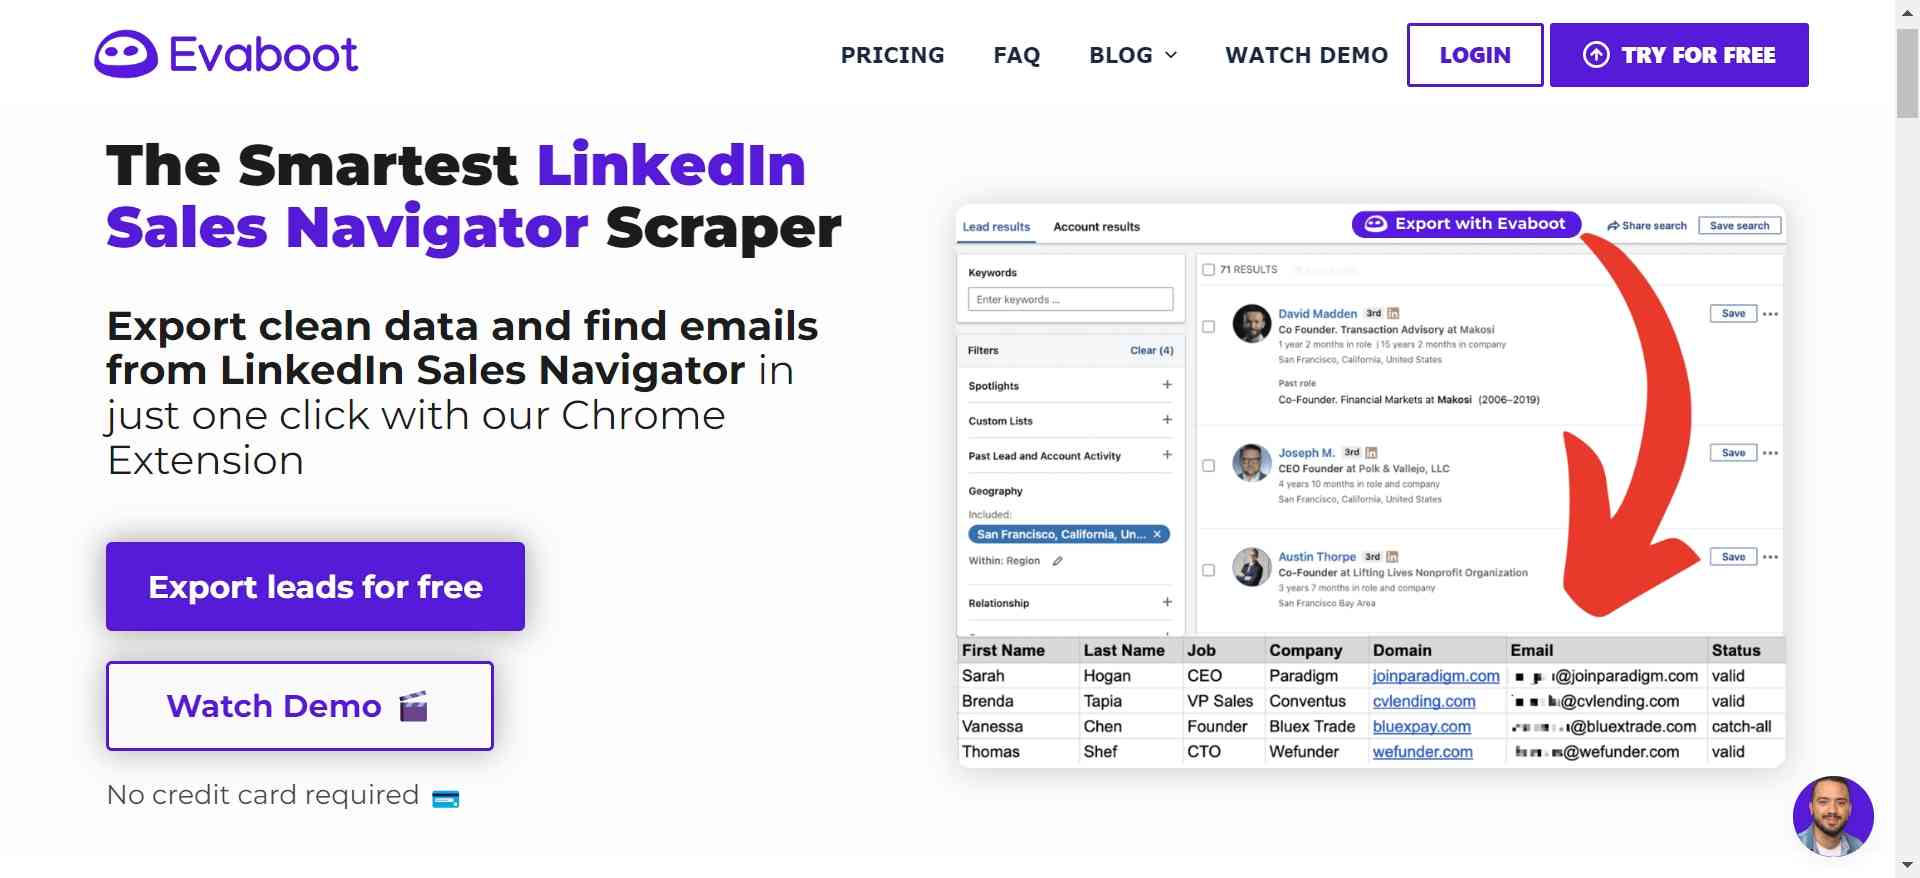 Evaboot
PRICING
FAQ
BLOG
WATCH DEMO
LOGIN
TRY FOR FREE
The Smartest LinkedIn
Sales Navigator Scraper
Export clean data and find emails
from LinkedIn Sales Navigator in
just one click with our Chrome
Extension
Export leads for free
Watch Demo
No credit card required
Lead results
Account results
Export with Evaboot
Share search
Save search
Keywords
Enter keywords ...
Filters
Clear (4)
Spotlights
Custom Lists
Past Lead and Account Activity
Geography
Included:
San Francisco, California, Un...
Within: Region
Relationship
71 RESULTS
David Madden 3rd in
Co Founder. Transaction Advisory at Makosi
1 year 2 months in role | 15 years 2 months in company
San Francisco, California, United States
Past role
Co-Founder. Financial Markets at Makosi (2006–2019)
Save
Joseph M. 3rd in
CEO Founder at Polk & Vallejo, LLC
4 years 10 months in role and company
San Francisco, California, United States
Save
Austin Thorpe 3rd in
Co-Founder at Lifting Lives Nonprofit Organization
3 years 7 months in role and company
San Francisco Bay Area
Save
First Name Last Name Job Company Domain Email Status
Sarah Hogan CEO Paradigm joinparadigm.com @joinparadigm.com valid
Brenda Tapia VP Sales Conventus cvlending.com @cvlending.com valid
Vanessa Chen Founder Bluex Trade bluexpay.com @bluextrade.com catch-all
Thomas Shef CTO Wefunder wefunder.com @wefunder.com valid